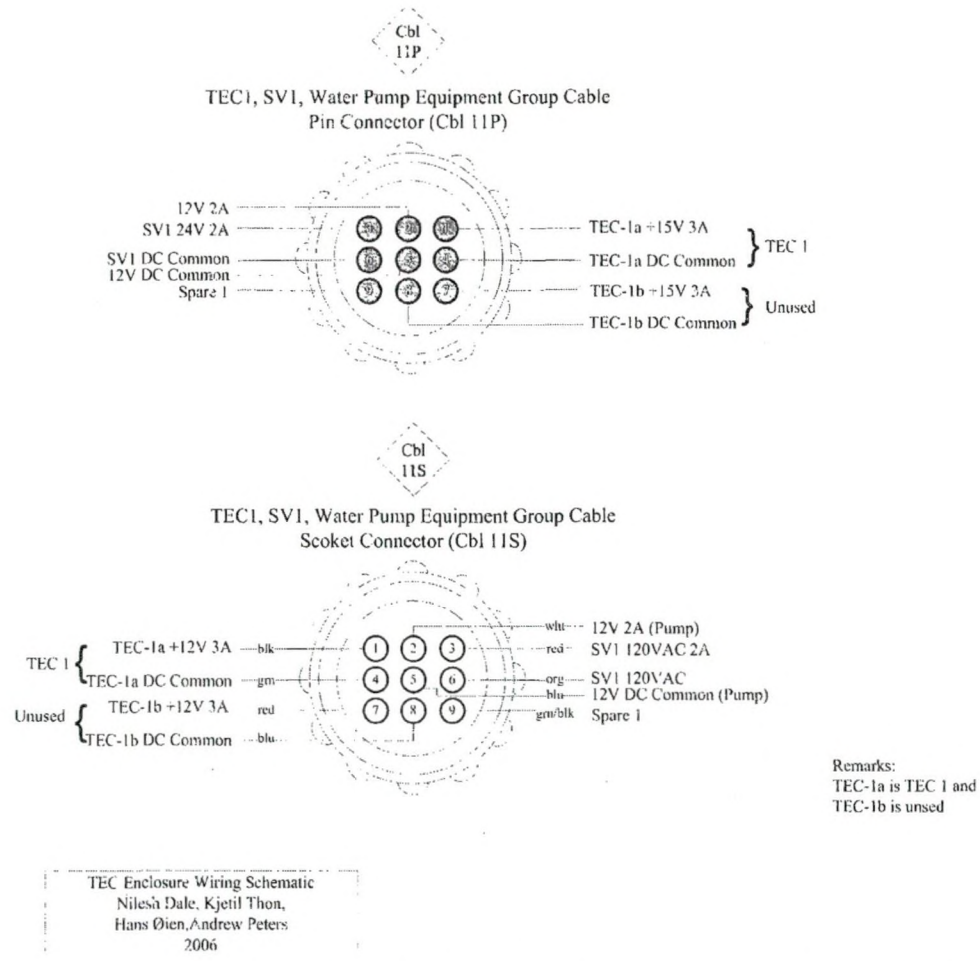 Cbl
11P
TEC1, SV1, Water Pump Equipment Group Cable
Pin Connector (Cbl 11P)
12V 2A
SV1 24V 2A
SV1 DC Common
12V DC Common
Spare 1
TEC-1a +15V 3A
TEC-1a DC Common
TEC 1
TEC-1b +15V 3A
TEC-1b DC Common
Unused
Cbl
11S
TEC1, SV1, Water Pump Equipment Group Cable
Scoket Connector (Cbl 11S)
TEC 1
TEC-1a +12V 3A blk
TEC-1a DC Common grn
Unused
TEC-1b +12V 3A red
TEC-1b DC Common blu
1 2 3
4 5 6
7 8 9
wht 12V 2A (Pump)
red SV1 120VAC 2A
org SV1 120VAC
blu 12V DC Common (Pump)
grn/blk Spare 1
Remarks:
TEC-1a is TEC 1 and
TEC-1b is unsed
TEC Enclosure Wiring Schematic
Nilesh Dale, Kjetil Thon,
Hans Øien,Andrew Peters
2006